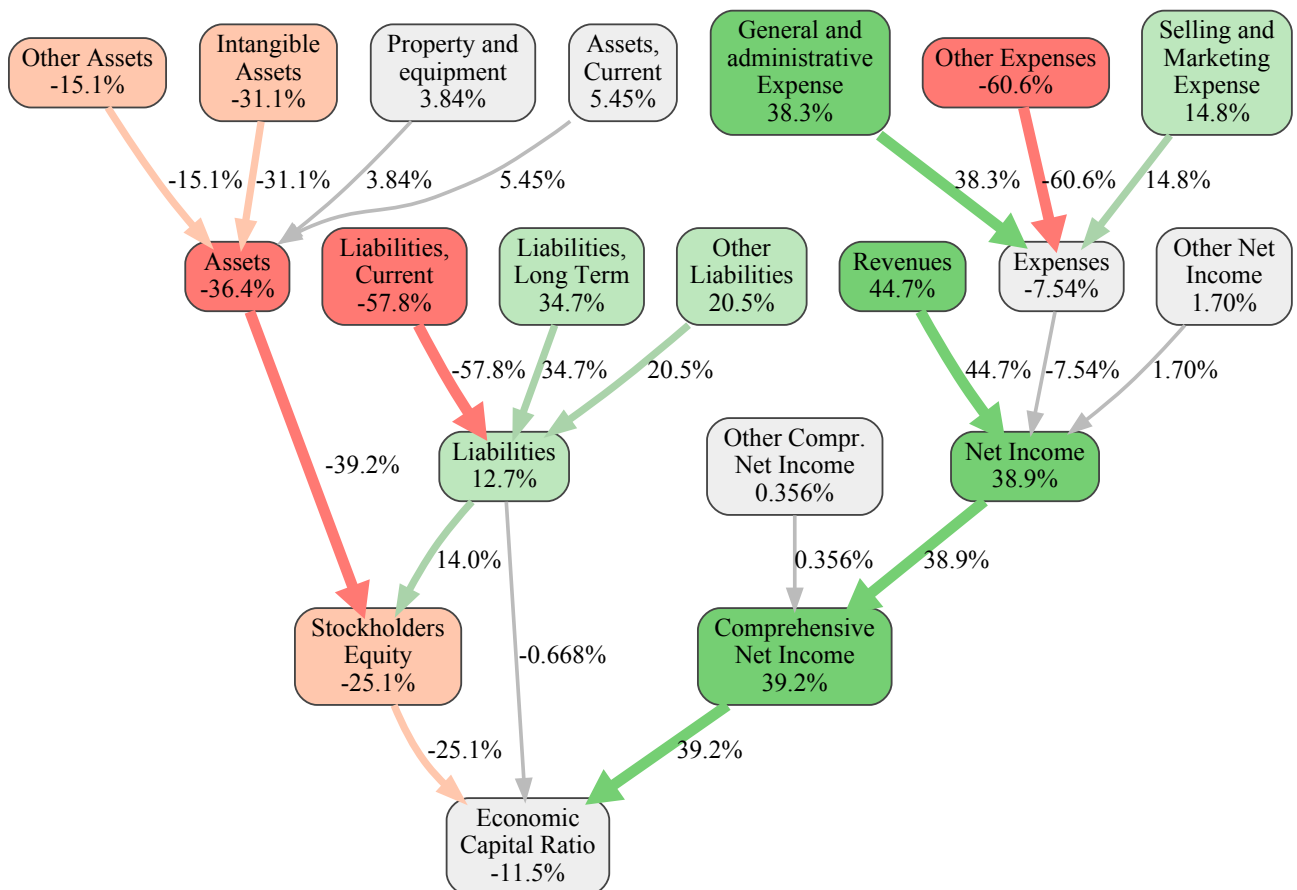 Other Assets
-15.1%
Intangible
Assets
-31.1%
Property and
equipment
3.84%
Assets,
Current
5.45%
General and
administrative
Expense
38.3%
Other Expenses
-60.6%
Selling and
Marketing
Expense
14.8%
-15.1%
-31.1%
3.84%
5.45%
38.3%
-60.6%
14.8%
Assets
-36.4%
Liabilities,
Current
-57.8%
Liabilities,
Long Term
34.7%
Other
Liabilities
20.5%
Revenues
44.7%
Expenses
-7.54%
Other Net
Income
1.70%
-57.8%
34.7%
20.5%
44.7%
-7.54%
1.70%
-39.2%
Liabilities
12.7%
Other Compr.
Net Income
0.356%
Net Income
38.9%
14.0%
0.356%
38.9%
Stockholders
Equity
-25.1%
-0.668%
Comprehensive
Net Income
39.2%
-25.1%
39.2%
Economic
Capital Ratio
-11.5%